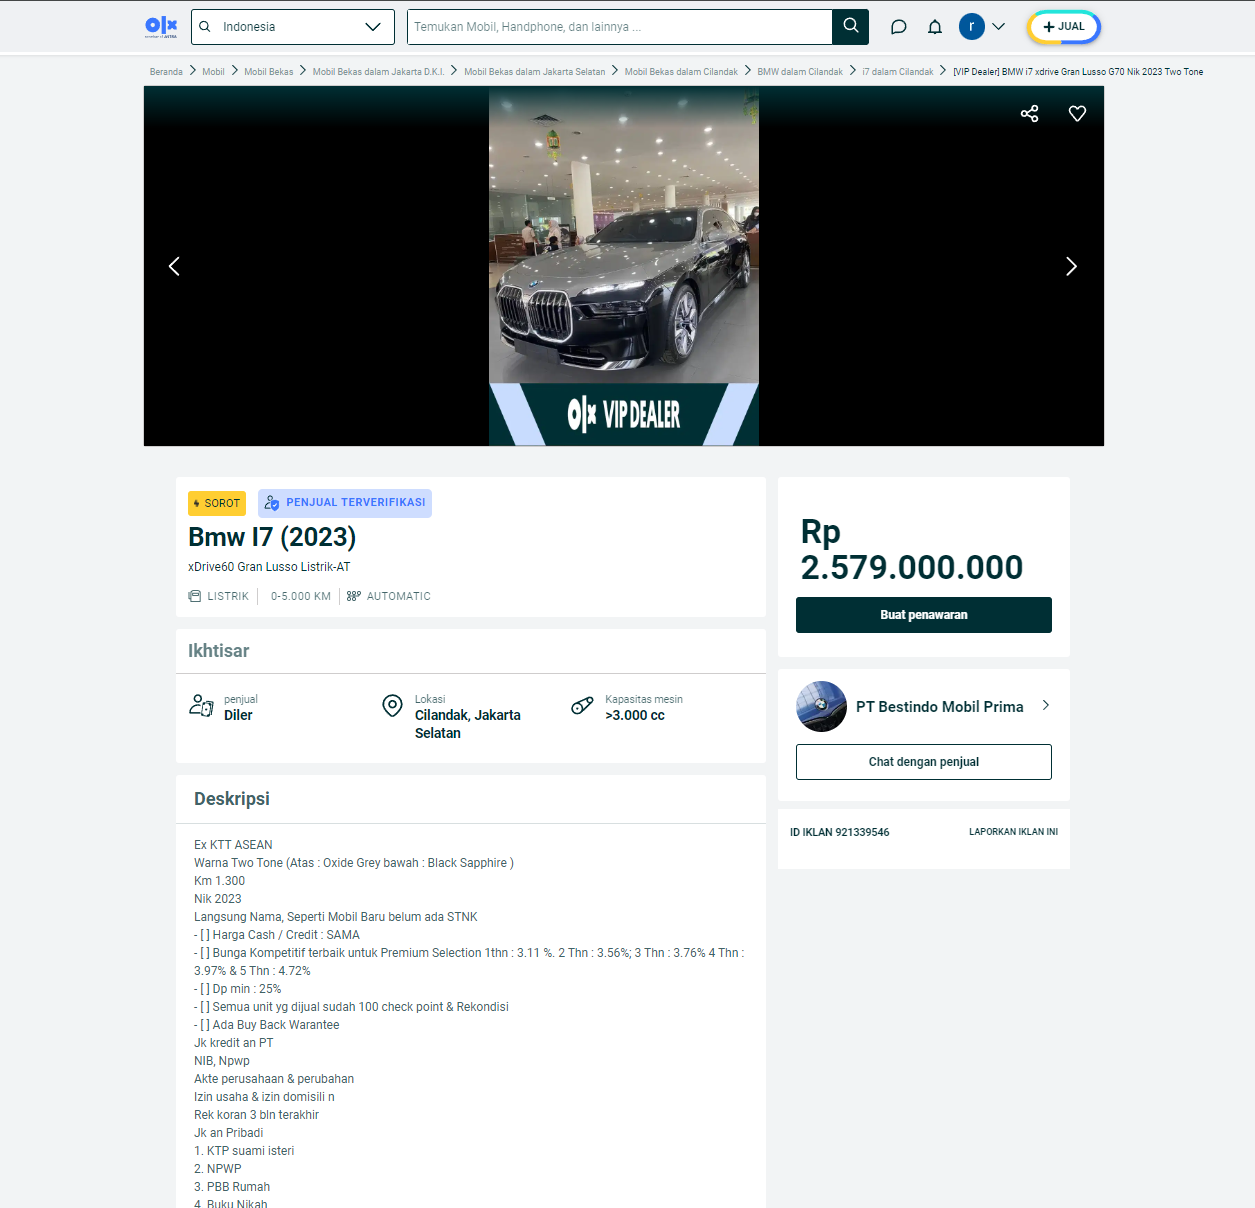 olx
Indonesia
Temukan Mobil, Handphone, dan lainnya ...
r
+ JUAL
Beranda > Mobil > Mobil Bekas > Mobil Bekas dalam Jakarta D.K.I. > Mobil Bekas dalam Jakarta Selatan > Mobil Bekas dalam Cilandak > BMW dalam Cilandak > i7 dalam Cilandak > [VIP Dealer] BMW i7 xdrive Gran Lusso G70 Nik 2023 Two Tone
olx VIP DEALER
SOROT
PENJUAL TERVERIFIKASI
Bmw I7 (2023)
xDrive60 Gran Lusso Listrik-AT
LISTRIK
0-5.000 KM
AUTOMATIC
Rp
2.579.000.000
Buat penawaran
Ikhtisar
penjual
Diler
Lokasi
Cilandak, Jakarta
Selatan
Kapasitas mesin
>3.000 cc
PT Bestindo Mobil Prima
Chat dengan penjual
ID IKLAN 921339546
LAPORKAN IKLAN INI
Deskripsi
Ex KTT ASEAN
Warna Two Tone (Atas : Oxide Grey bawah : Black Sapphire )
Km 1.300
Nik 2023
Langsung Nama, Seperti Mobil Baru belum ada STNK
- [ ] Harga Cash / Credit : SAMA
- [ ] Bunga Kompetitif terbaik untuk Premium Selection 1thn : 3.11 %. 2 Thn : 3.56%; 3 Thn : 3.76% 4 Thn :
3.97% & 5 Thn : 4.72%
- [ ] Dp min : 25%
- [ ] Semua unit yg dijual sudah 100 check point & Rekondisi
- [ ] Ada Buy Back Warantee
Jk kredit an PT
NIB, Npwp
Akte perusahaan & perubahan
Izin usaha & izin domisili n
Rek koran 3 bln terakhir
Jk an Pribadi
1. KTP suami isteri
2. NPWP
3. PBB Rumah
4. Buku Nikah